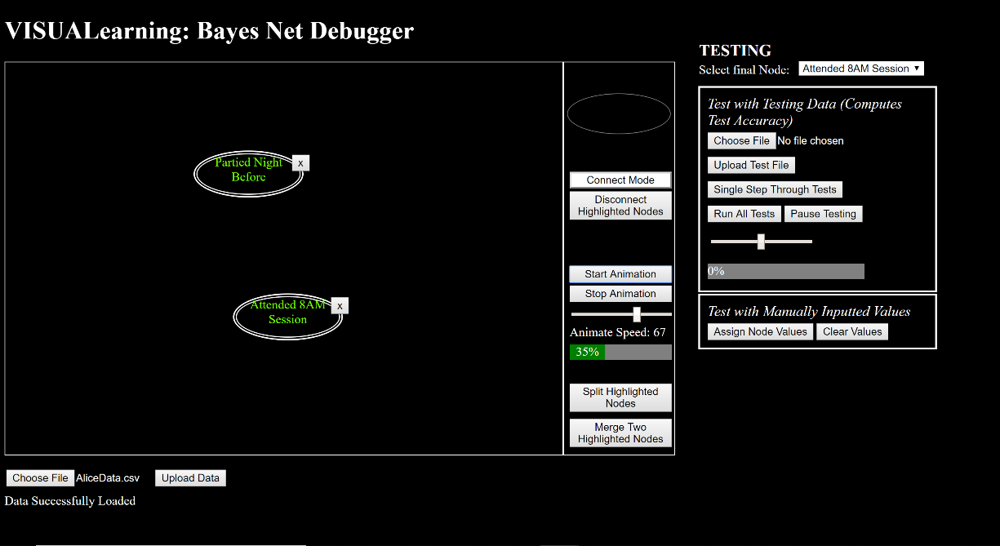 VISUALearning: Bayes Net Debugger
Partied Night
Before
x
Attended 8AM
Session
x
Connect Mode
Disconnect
Highlighted Nodes
Start Animation
Stop Animation
Animate Speed: 67
35%
Split Highlighted
Nodes
Merge Two
Highlighted Nodes
Choose File AliceData.csv Upload Data
Data Successfully Loaded
TESTING
Select final Node: Attended 8AM Session
Test with Testing Data (Computes
Test Accuracy)
Choose File No file chosen
Upload Test File
Single Step Through Tests
Run All Tests Pause Testing
0%
Test with Manually Inputted Values
Assign Node Values Clear Values